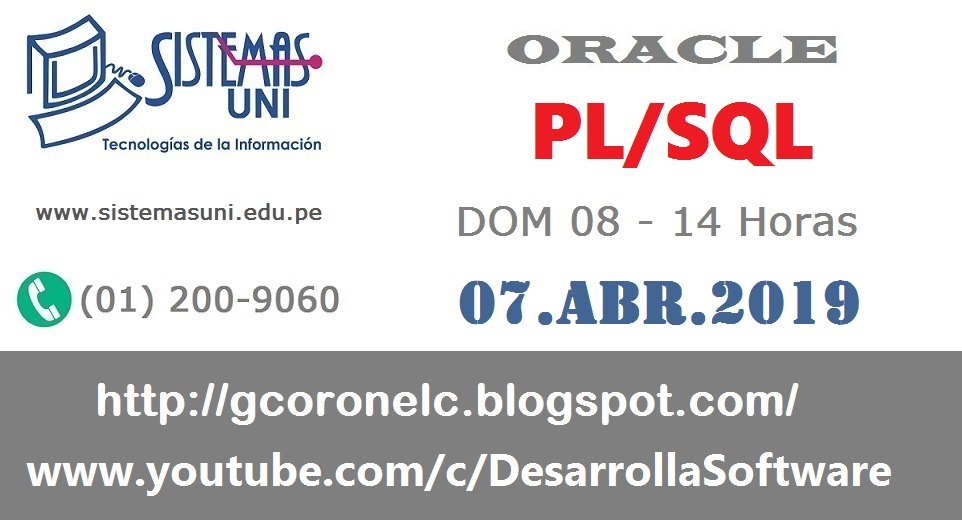 SISTEMAS
UNI
Tecnologías de la Información
www.sistemasuni.edu.pe
(01) 200-9060
ORACLE
PL/SQL
DOM 08 - 14 Horas
07.ABR.2019
http://gcoronelc.blogspot.com/
www.youtube.com/c/DesarrollaSoftware